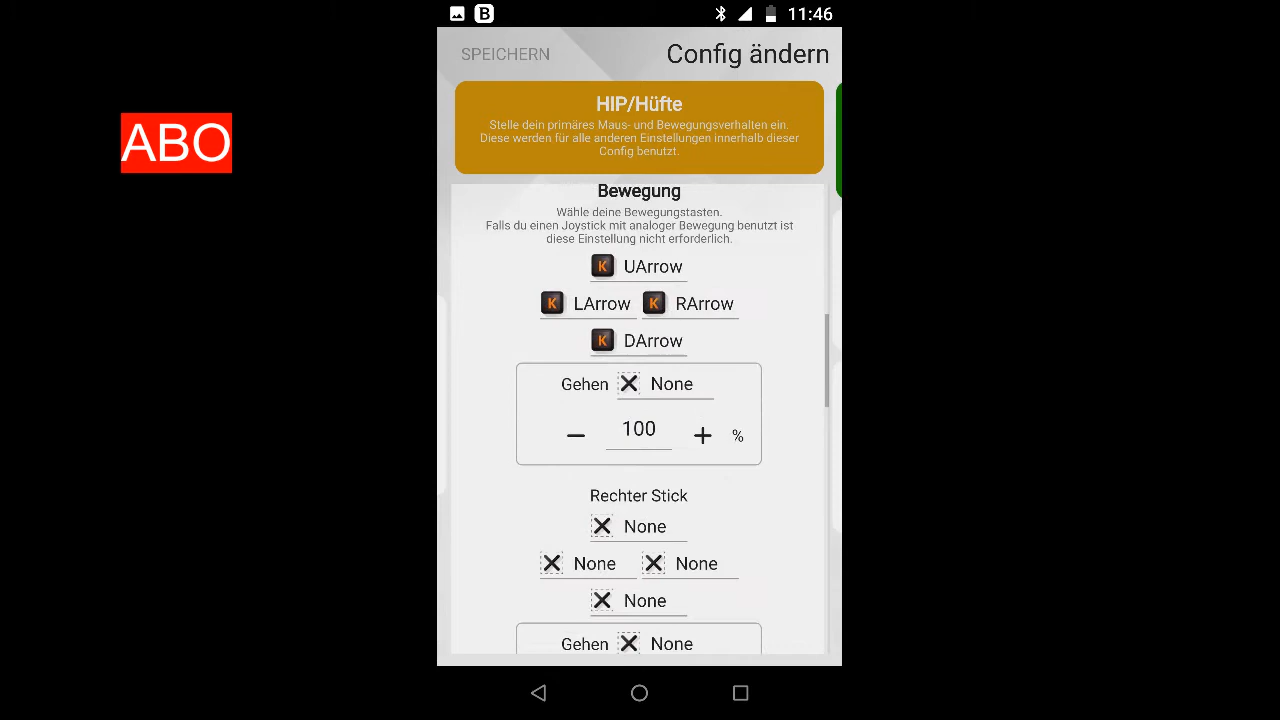 B
11:46
SPEICHERN
Config ändern
HIP/Hüfte
Stelle dein primäres Maus- und Bewegungsverhalten ein.
Diese werden für alle anderen Einstellungen innerhalb dieser
Config benutzt.
ABO
Bewegung
Wähle deine Bewegungstasten.
Falls du einen Joystick mit analoger Bewegung benutzt ist
diese Einstellung nicht erforderlich.
K UArrow
K LArrow K RArrow
K DArrow
Gehen None
− 100 + %
Rechter Stick
None
None None
None
Gehen None